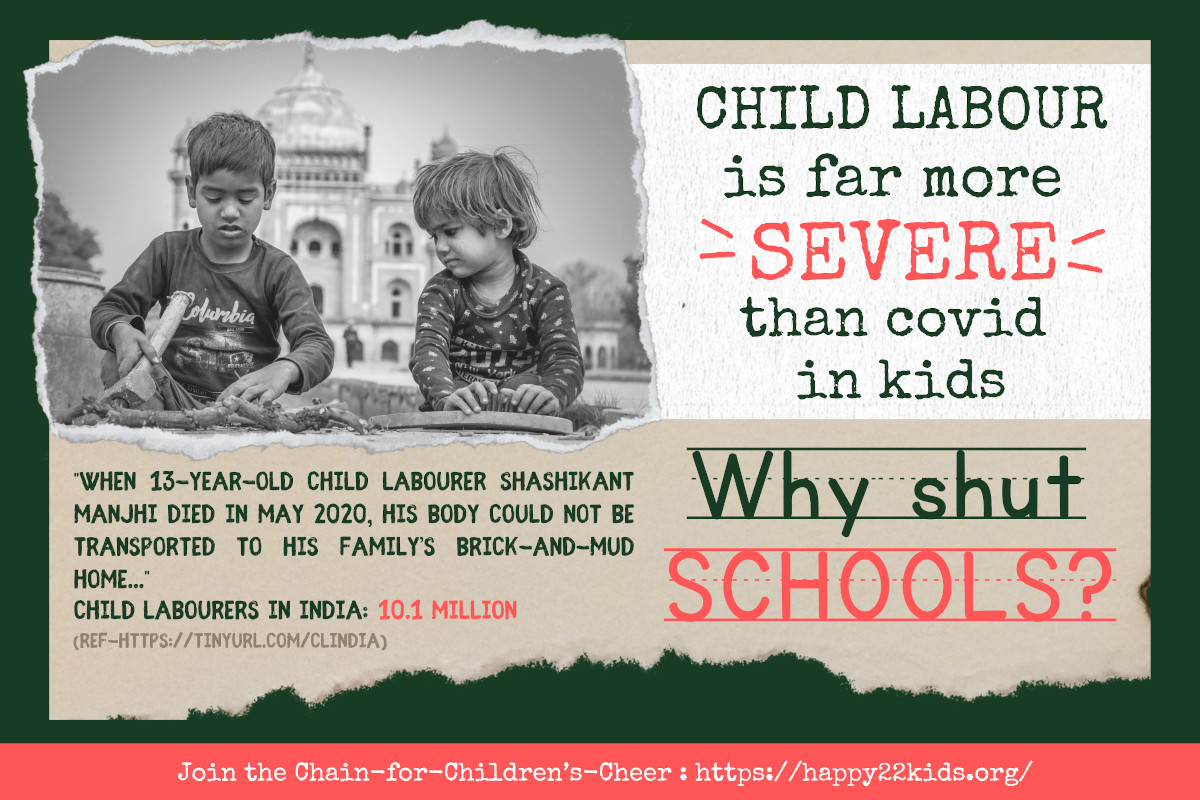 CHILD LABOUR
is far more
SEVERE
than covid
in kids
Columbia
"WHEN 13-YEAR-OLD CHILD LABOURER SHASHIKANT
MANJHI DIED IN MAY 2020, HIS BODY COULD NOT BE
TRANSPORTED TO HIS FAMILY'S BRICK-AND-MUD
HOME..."
CHILD LABOURERS IN INDIA: 10.1 MILLION
(REF-HTTPS://TINYURL.COM/CLINDIA)
Why shut
SCHOOLS?
Join the Chain-for-Children's-Cheer : https://happy22kids.org/